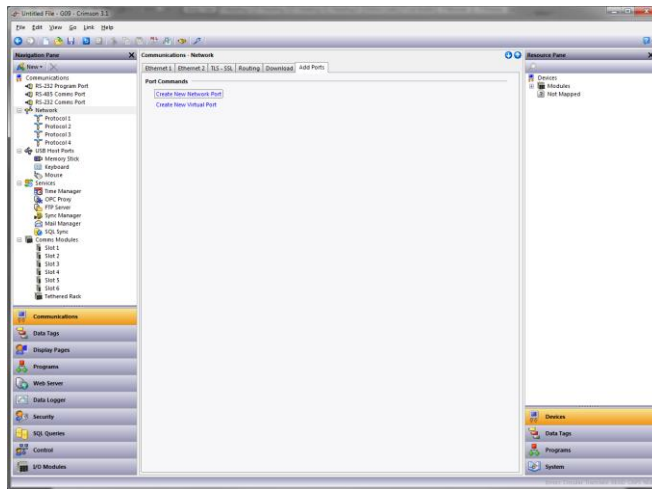 Untitled File - G09 - Crimson 3.1
File Edit View Go Link Help
Navigation Pane
New
Communications
RS-232 Program Port
RS-485 Comms Port
RS-232 Comms Port
Network
Protocol 1
Protocol 2
Protocol 3
Protocol 4
USB Host Ports
Memory Stick
Keyboard
Mouse
Services
Time Manager
OPC Proxy
FTP Server
Sync Manager
Mail Manager
SQL Sync
Comms Modules
Slot 1
Slot 2
Slot 3
Slot 4
Slot 5
Slot 6
Tethered Rack
Communications
Data Tags
Display Pages
Programs
Web Server
Data Logger
Security
SQL Queries
Control
I/O Modules
Communications - Network
Ethernet 1 Ethernet 2 TLS - SSL Routing Download Add Ports
Port Commands
Create New Network Port
Create New Virtual Port
Resource Pane
Devices
Modules
Not Mapped
Devices
Data Tags
Programs
System